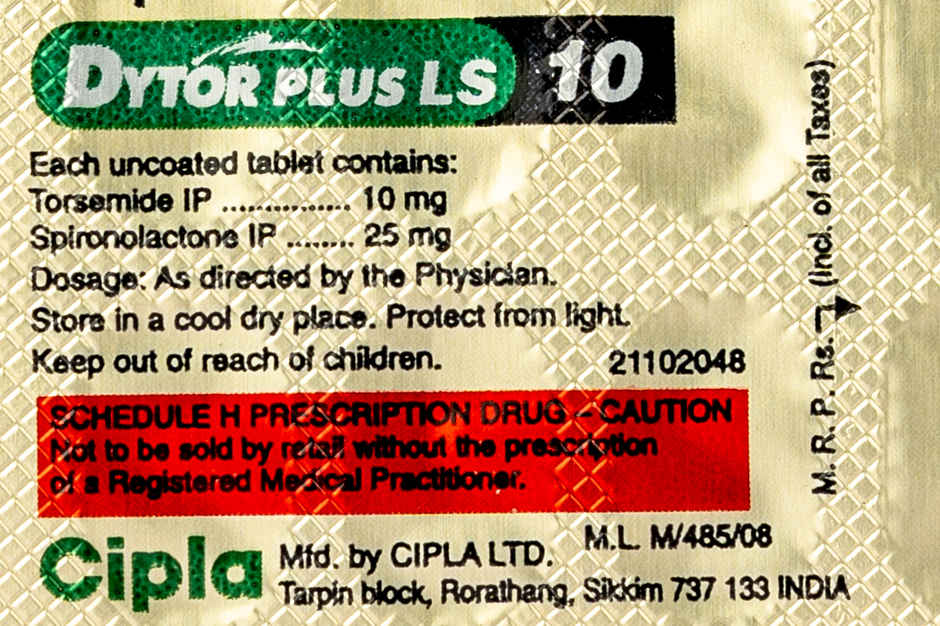 DYTOR PLUS LS 10
Each uncoated tablet contains:
Torsemide IP ............... 10 mg
Spironolactone IP ........ 25 mg
Dosage: As directed by the Physician.
Store in a cool dry place. Protect from light.
Keep out of reach of children.
21102048
SCHEDULE H PRESCRIPTION DRUG – CAUTION
Not to be sold by retail without the prescription
of a Registered Medical Practitioner.
Cipla
Mfd. by CIPLA LTD.
M.L. M/485/08
Tarpin block, Rorathang, Sikkim 737 133 INDIA
M. R. P. Rs. (Incl. of all Taxes)